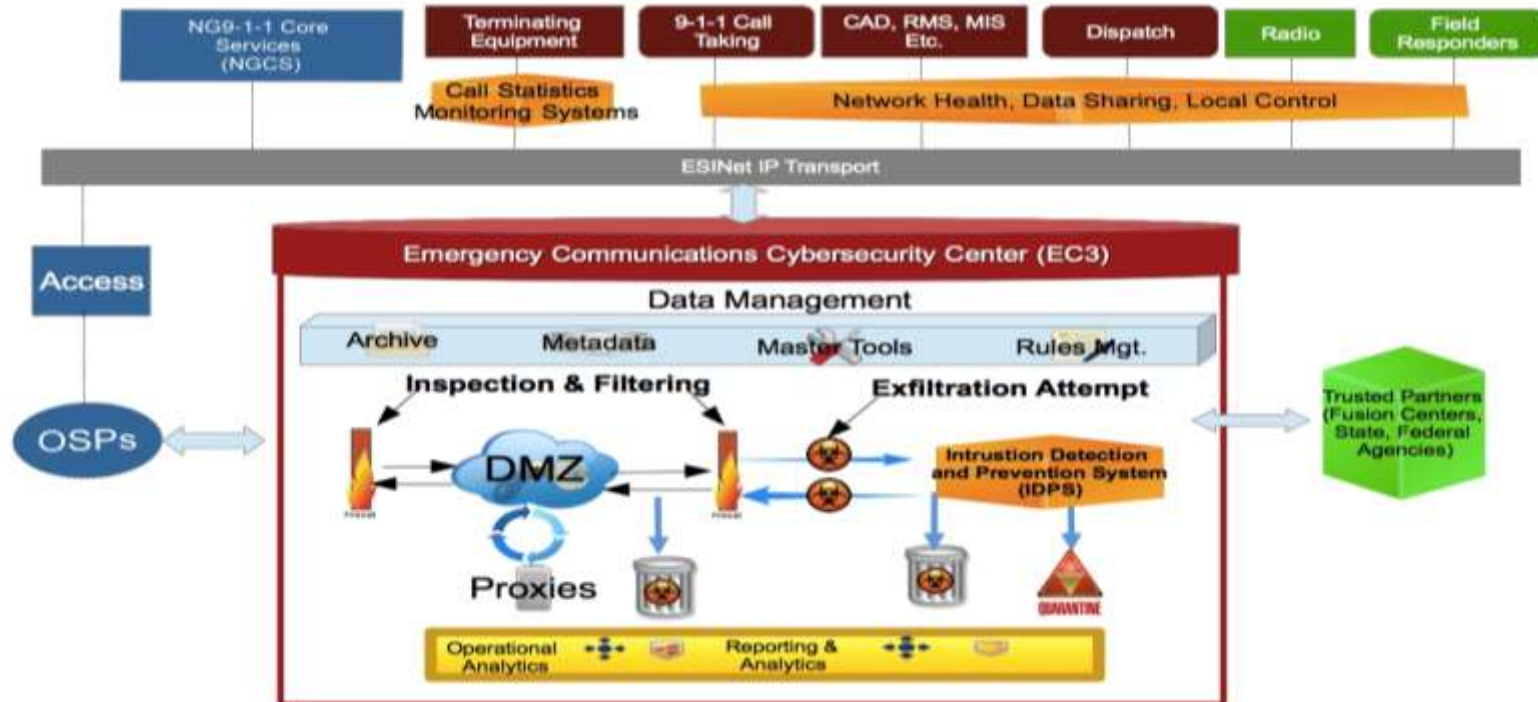 NG9-1-1 Core
Services
(NGCS)
Terminating
Equipment
9-1-1 Call
Taking
CAD, RMS, MIS
Etc.
Dispatch
Radio
Field
Responders
Call Statistics
Monitoring Systems
Network Health, Data Sharing, Local Control
ESINet IP Transport
Access
OSPs
Emergency Communications Cybersecurity Center (EC3)
Data Management
Archive
Metadata
Master Tools
Rules Mgt.
Inspection & Filtering
Exfiltration Attempt
DMZ
Intrustion Detection
and Prevention System
(IDPS)
Trusted Partners
(Fusion Centers,
State, Federal
Agencies)
Proxies
QUARANTINE
Operational
Analytics
Reporting &
Analytics